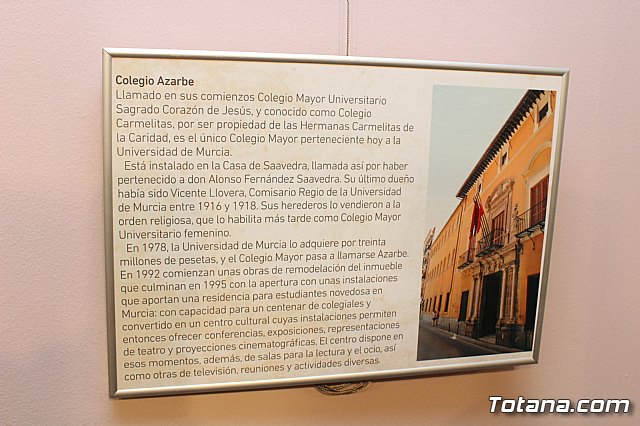 Colegio Azarbe
Llamado en sus comienzos Colegio Mayor Universitario
Sagrado Corazón de Jesús, y conocido como Colegio
Carmelitas, por ser propiedad de las Hermanas Carmelitas de
la Caridad, es el único Colegio Mayor perteneciente hoy a la
Universidad de Murcia.
Está instalado en la Casa de Saavedra, llamada así por haber
pertenecido a don Alonso Fernández Saavedra. Su último dueño
había sido Vicente Llovera, Comisario Regio de la Universidad
de Murcia entre 1916 y 1918. Sus herederos lo vendieron a la
orden religiosa, que lo habilita más tarde como Colegio Mayor
Universitario femenino.
En 1978, la Universidad de Murcia lo adquiere por treinta
millones de pesetas, y el Colegio Mayor pasa a llamarse Azarbe.
En 1992 comienzan unas obras de remodelación del inmueble
que culminan en 1995 con la apertura con unas instalaciones
que aportan una residencia para estudiantes novedosa en
Murcia: con capacidad para un centenar de colegiales y
convertido en un centro cultural cuyas instalaciones permiten
entonces ofrecer conferencias, exposiciones, representaciones
de teatro y proyecciones cinematográficas. El centro dispone en
esos momentos, además, de salas para la lectura y el ocio, así
como otras de televisión, reuniones y actividades diversas.
Totana.com